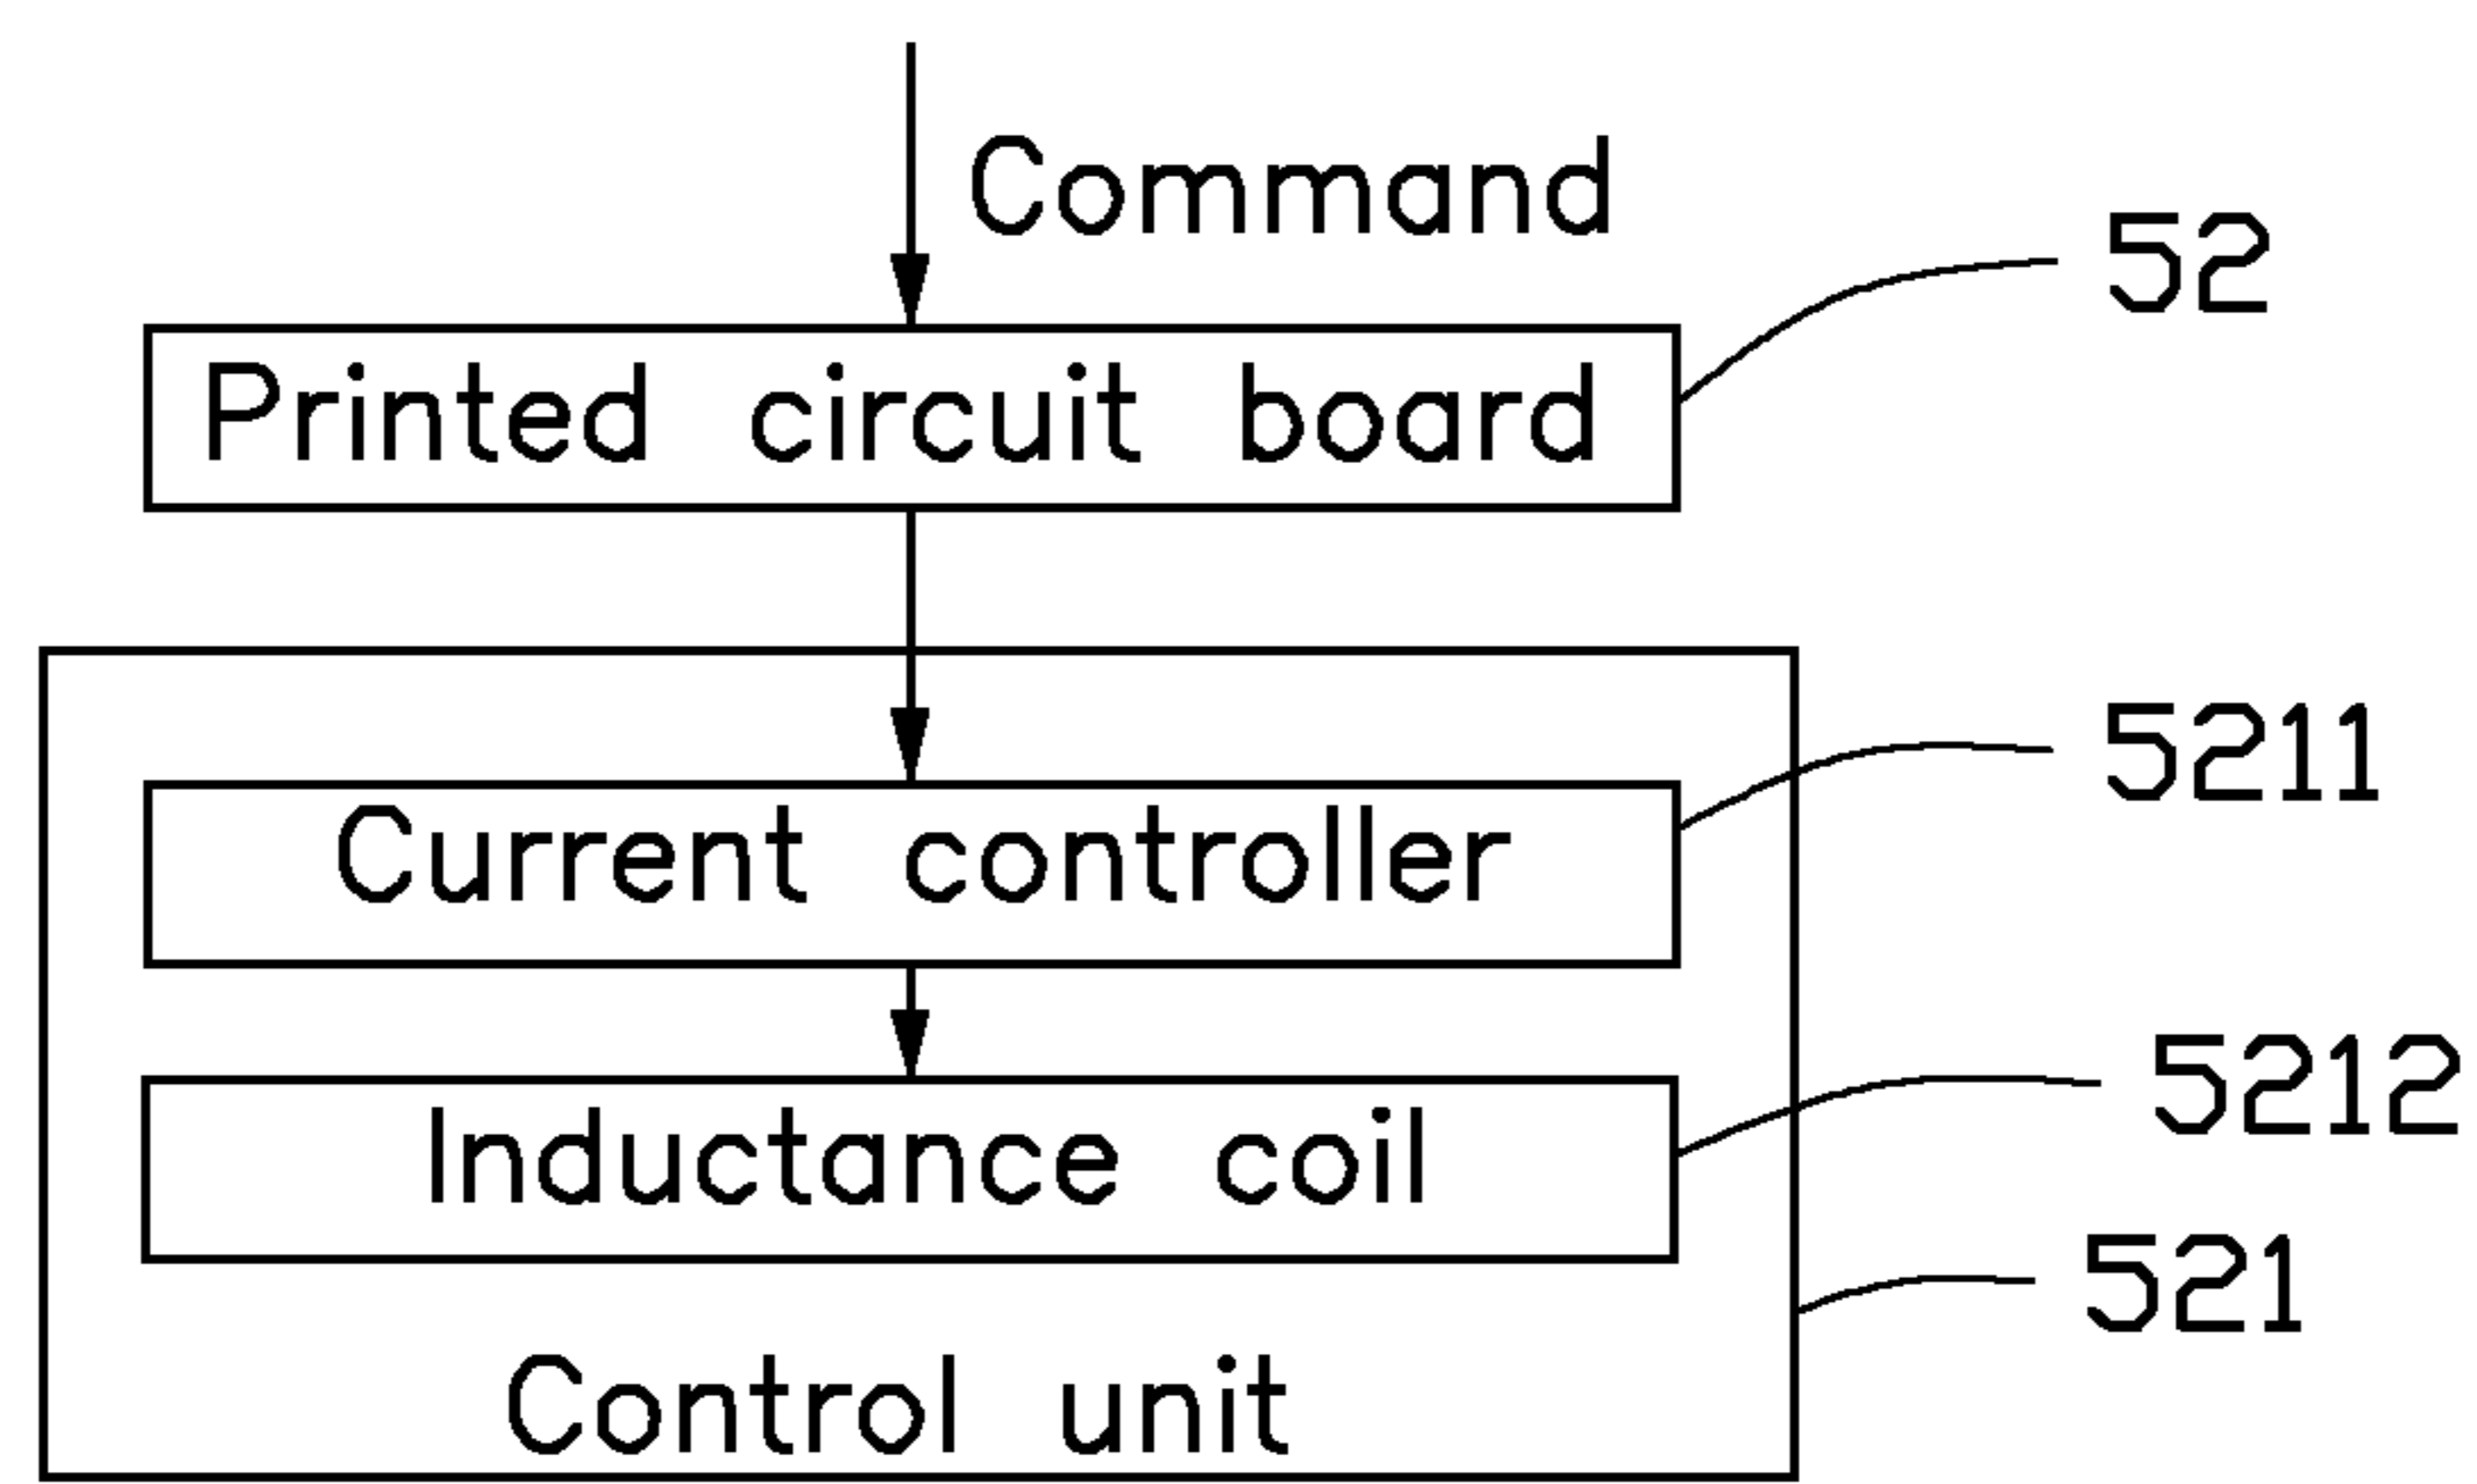 Command
52
Printed circuit board
5211
Current controller
5212
Inductance coil
521
Control unit